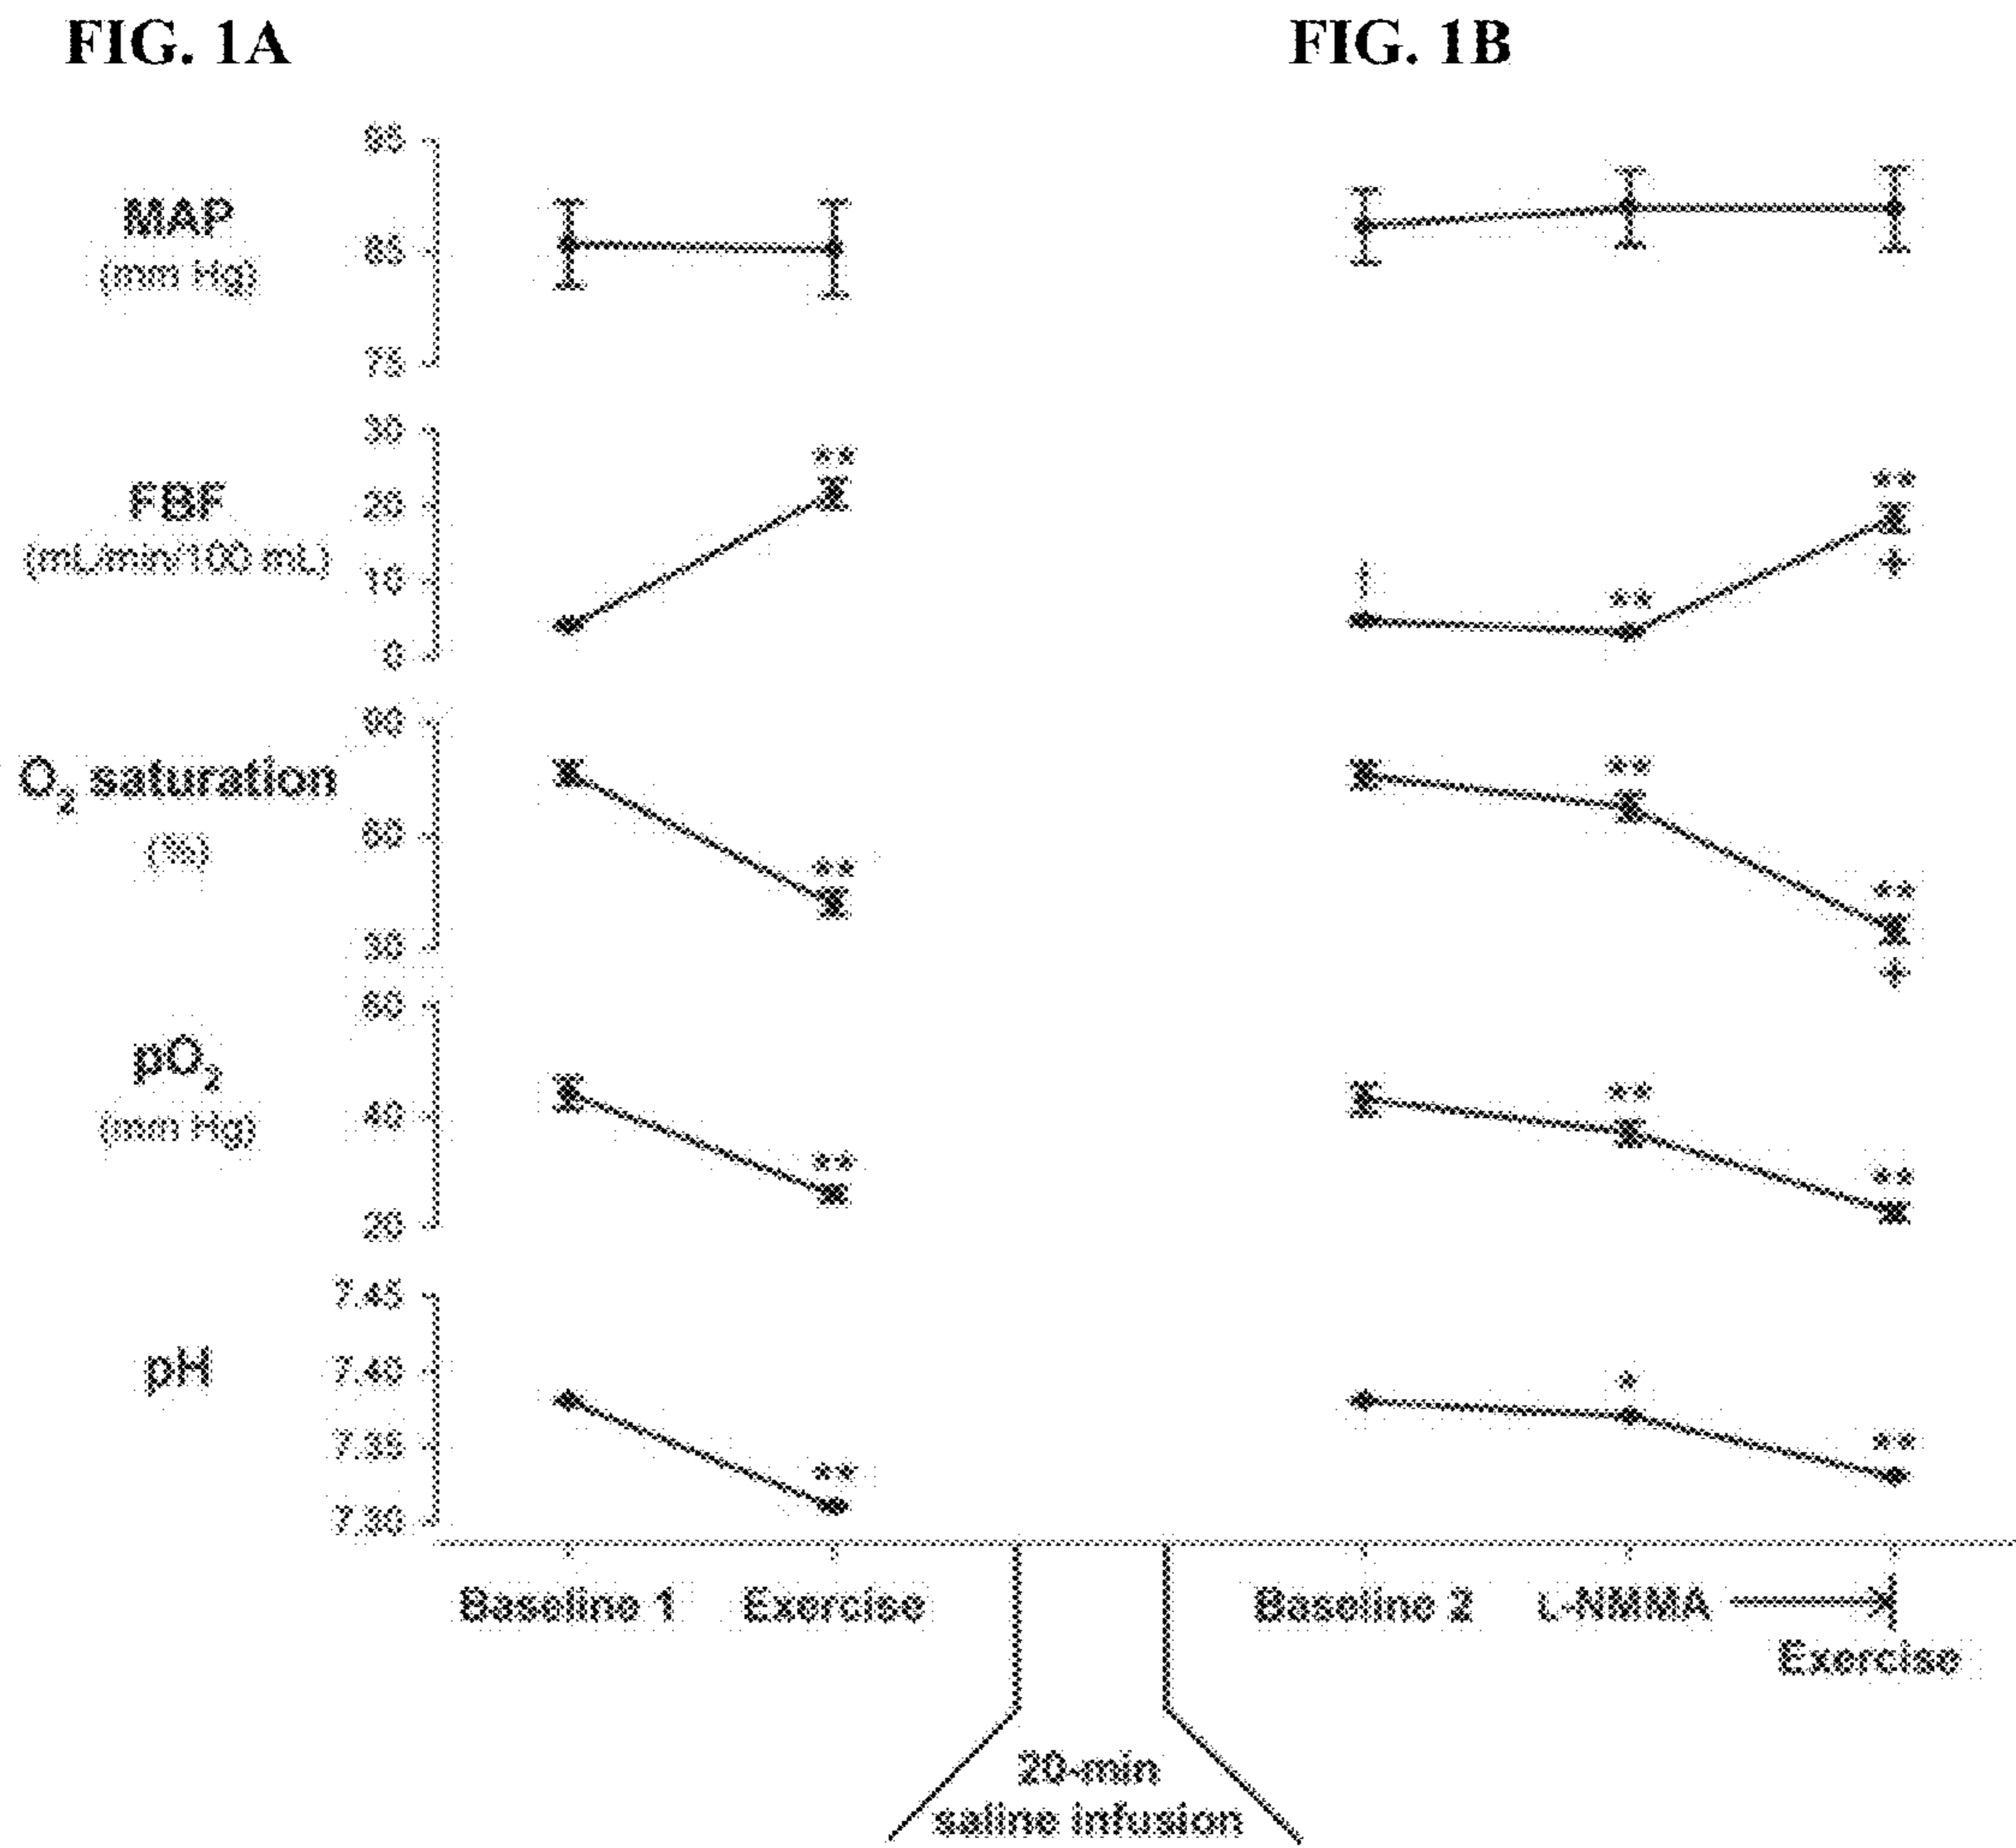 FIG. 1A
FIG. 1B
95
MAP
85
(mm Hg)
75
30
**
**
FBF
20
(mL/min/100 mL)
10
†
+
**
0
90
O₂ saturation
**
60
(%)
**
**
30
+
60
pO₂
**
(mm Hg)
40
**
**
20
7.45
pH
7.40
*
7.35
**
**
7.30
Baseline 1
Exercise
Baseline 2
L-NMMA
Exercise
20-min
saline infusion